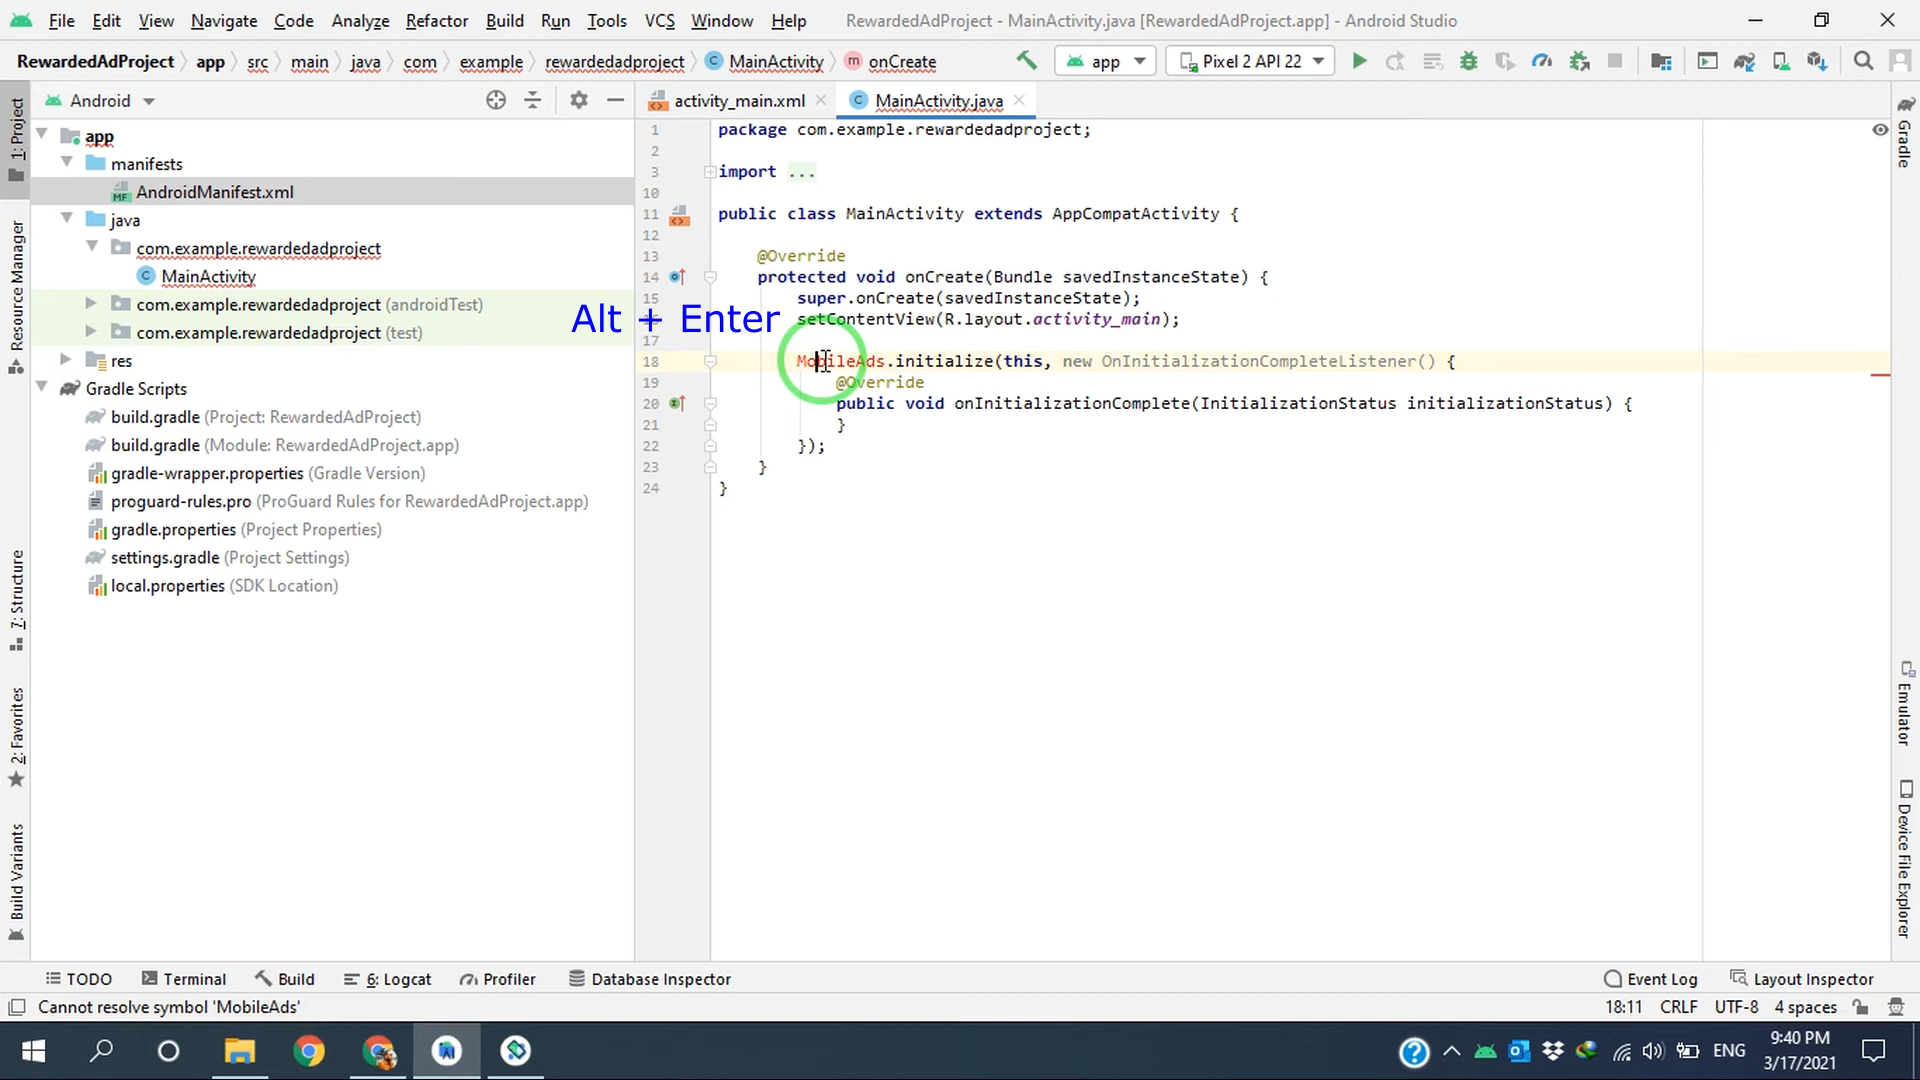 File Edit View Navigate Code Analyze Refactor Build Run Tools VCS Window Help RewardedAdProject - MainActivity.java [RewardedAdProject.app] - Android Studio
RewardedAdProject app src main java com example rewardedadproject MainActivity onCreate app Pixel 2 API 22
Android
activity_main.xml MainActivity.java
1: Project
Resource Manager
7: Structure
2: Favorites
Build Variants
app
manifests
AndroidManifest.xml
java
com.example.rewardedadproject
MainActivity
com.example.rewardedadproject (androidTest)
com.example.rewardedadproject (test)
res
Gradle Scripts
build.gradle (Project: RewardedAdProject)
build.gradle (Module: RewardedAdProject.app)
gradle-wrapper.properties (Gradle Version)
proguard-rules.pro (ProGuard Rules for RewardedAdProject.app)
gradle.properties (Project Properties)
settings.gradle (Project Settings)
local.properties (SDK Location)
Alt + Enter
1 package com.example.rewardedadproject;
2
3 import ...
10
11 public class MainActivity extends AppCompatActivity {
12
13 @Override
14 protected void onCreate(Bundle savedInstanceState) {
15 super.onCreate(savedInstanceState);
setContentView(R.layout.activity_main);
17
18 MobileAds.initialize(this, new OnInitializationCompleteListener() {
19 @Override
20 public void onInitializationComplete(InitializationStatus initializationStatus) {
21 }
22 });
23 }
24 }
Gradle
Emulator
Device File Explorer
TODO Terminal Build 6: Logcat Profiler Database Inspector Event Log Layout Inspector
Cannot resolve symbol 'MobileAds' 18:11 CRLF UTF-8 4 spaces
ENG
9:40 PM
3/17/2021